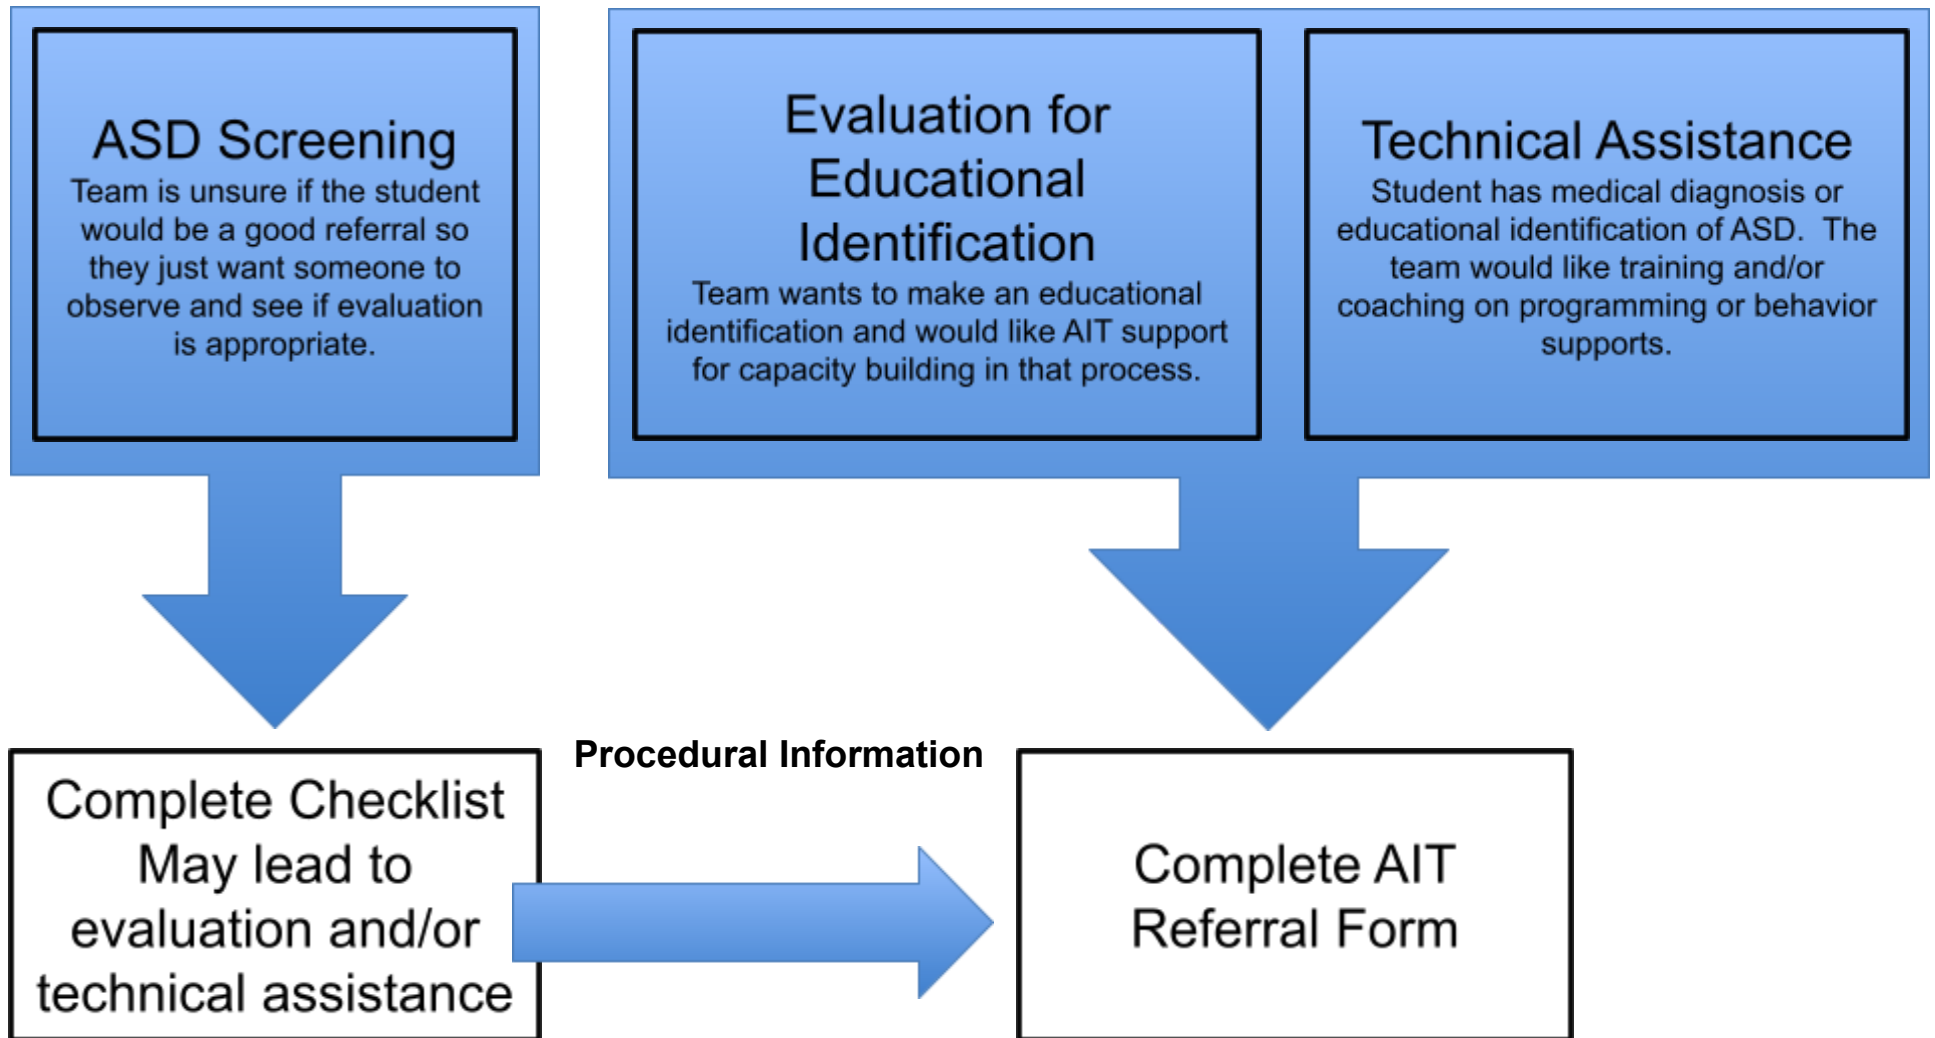 ASD Screening
Team is unsure if the student
would be a good referral so
they just want someone to
observe and see if evaluation
is appropriate.
Evaluation for
Educational
Identification
Team wants to make an educational
identification and would like AIT support
for capacity building in that process.
Technical Assistance
Student has medical diagnosis or
educational identification of ASD.  The
team would like training and/or
coaching on programming or behavior
supports.
Procedural Information
Complete Checklist
May lead to
evaluation and/or
technical assistance
Complete AIT
Referral Form